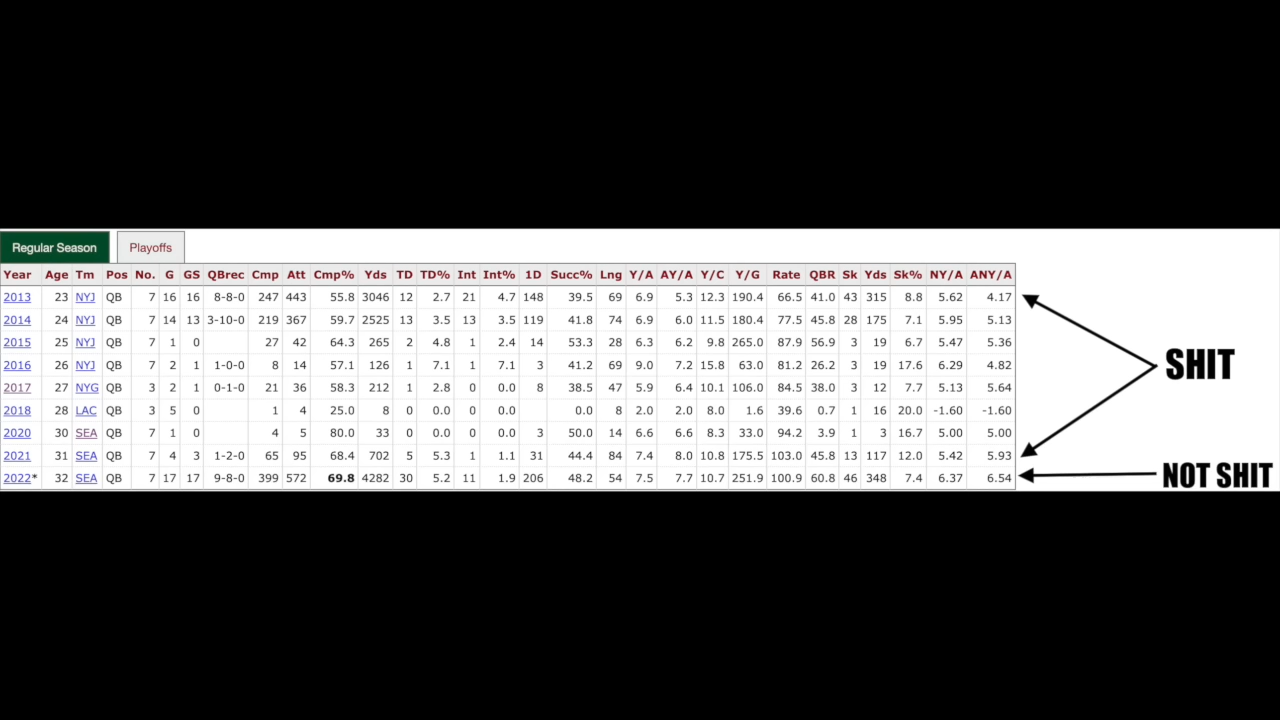 Regular Season Playoffs
Year Age Tm Pos No. G GS QBrec Cmp Att Cmp% Yds TD TD% Int Int% 1D Succ% Lng Y/A AY/A Y/C Y/G Rate QBR Sk Yds Sk% NY/A ANY/A
2013 23 NYJ QB 7 16 16 8-8-0 247 443 55.8 3046 12 2.7 21 4.7 148 39.5 69 6.9 5.3 12.3 190.4 66.5 41.0 43 315 8.8 5.62 4.17
2014 24 NYJ QB 7 14 13 3-10-0 219 367 59.7 2525 13 3.5 13 3.5 119 41.8 74 6.9 6.0 11.5 180.4 77.5 45.8 28 175 7.1 5.95 5.13
2015 25 NYJ QB 7 1 0 27 42 64.3 265 2 4.8 1 2.4 14 53.3 28 6.3 6.2 9.8 265.0 87.9 56.9 3 19 6.7 5.47 5.36
2016 26 NYJ QB 7 2 1 1-0-0 8 14 57.1 126 1 7.1 1 7.1 3 41.2 69 9.0 7.2 15.8 63.0 81.2 26.2 3 19 17.6 6.29 4.82
2017 27 NYG QB 3 2 1 0-1-0 21 36 58.3 212 1 2.8 0 0.0 8 38.5 47 5.9 6.4 10.1 106.0 84.5 38.0 3 12 7.7 5.13 5.64
2018 28 LAC QB 3 5 0 1 4 25.0 8 0 0.0 0 0.0 0.0 8 2.0 2.0 8.0 1.6 39.6 0.7 1 16 20.0 -1.60 -1.60
2020 30 SEA QB 7 1 0 4 5 80.0 33 0 0.0 0 0.0 3 50.0 14 6.6 6.6 8.3 33.0 94.2 3.9 1 3 16.7 5.00 5.00
2021 31 SEA QB 7 4 3 1-2-0 65 95 68.4 702 5 5.3 1 1.1 31 44.4 84 7.4 8.0 10.8 175.5 103.0 45.8 13 117 12.0 5.42 5.93
2022* 32 SEA QB 7 17 17 9-8-0 399 572 69.8 4282 30 5.2 11 1.9 206 48.2 54 7.5 7.7 10.7 251.9 100.9 60.8 46 348 7.4 6.37 6.54
SHIT
NOT SHIT